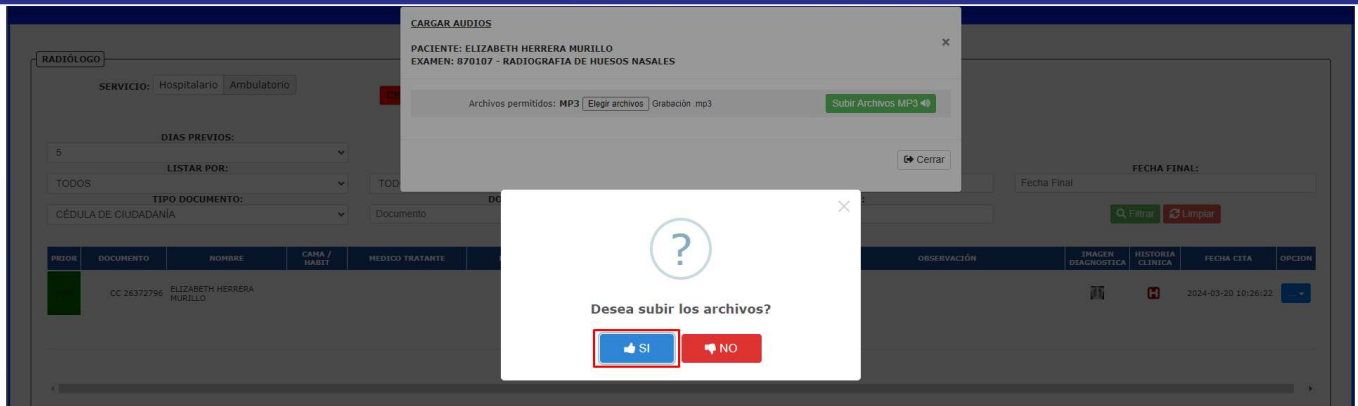 CARGAR AUDIOS
×
PACIENTE: ELIZABETH HERRERA MURILLO
EXAMEN: 870107 - RADIOGRAFIA DE HUESOS NASALES
RADIÓLOGO
SERVICIO: Hospitalario Ambulatorio
Archivos permitidos: MP3 Elegir archivos Grabación .mp3 Subir Archivos MP3
DIAS PREVIOS:
5
Cerrar
LISTAR POR:
FECHA FINAL:
TODOS
TOD
Fecha Final
TIPO DOCUMENTO:
DO
CÉDULA DE CIUDADANÍA
Documento
Filtrar Limpiar
×
?
PRIOR DOCUMENTO NOMBRE CAMA / HABIT MEDICO TRATANTE OBSERVACIÓN IMAGEN DIAGNOSTICA HISTORIA CLINICA FECHA CITA OPCION
CC 26372796 ELIZABETH HERRERA MURILLO H 2024-03-20 10:26:22 ...
Desea subir los archivos?
SI NO